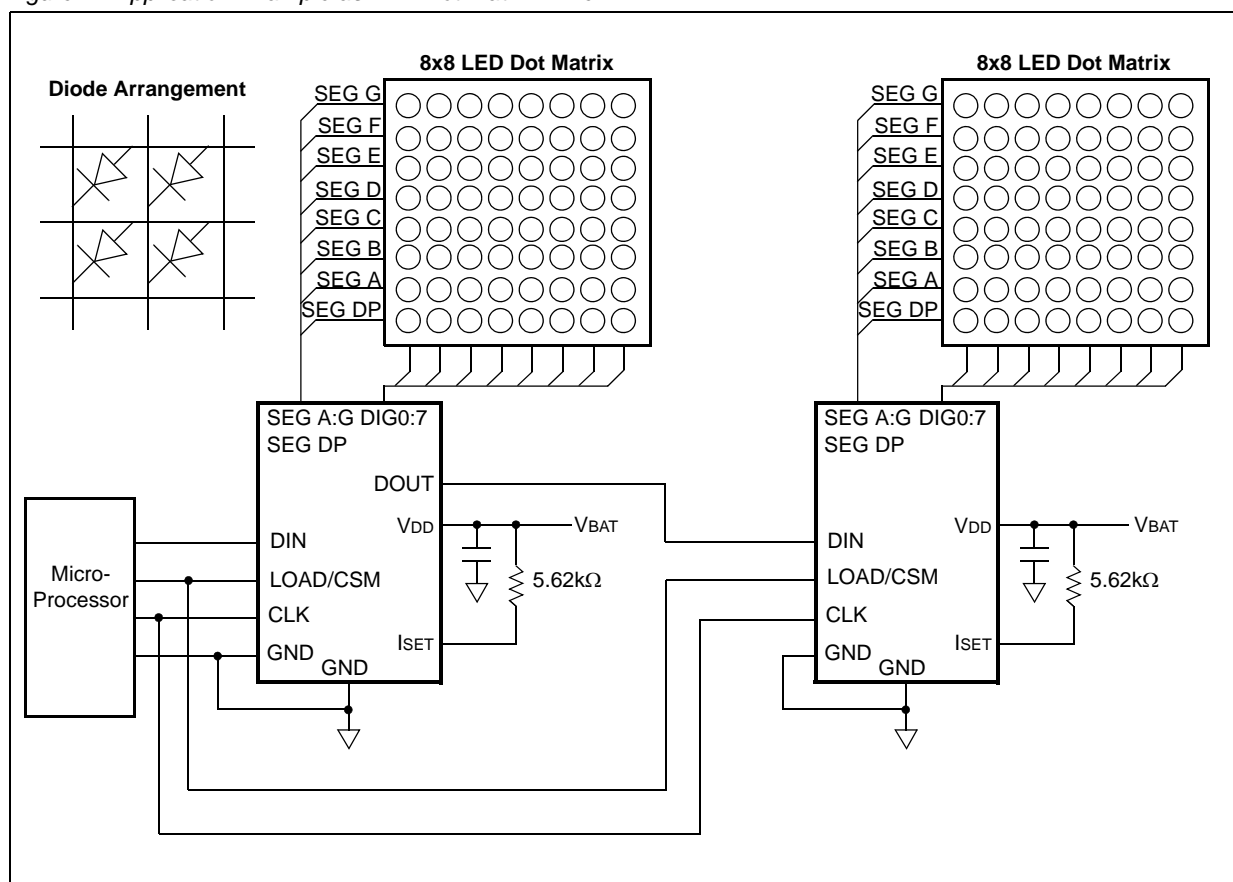 8x8 LED Dot Matrix
8x8 LED Dot Matrix
Diode Arrangement
SEG G
SEG F
SEG E
SEG D
SEG C
SEG B
SEG A
SEG DP
SEG G
SEG F
SEG E
SEG D
SEG C
SEG B
SEG A
SEG DP
SEG A:G DIG0:7
SEG DP
DOUT
VDD
VBAT
DIN
LOAD/CSM
5.62kΩ
CLK
ISET
GND
GND
Micro-
Processor
SEG A:G DIG0:7
SEG DP
VDD
VBAT
DIN
LOAD/CSM
5.62kΩ
CLK
ISET
GND
GND